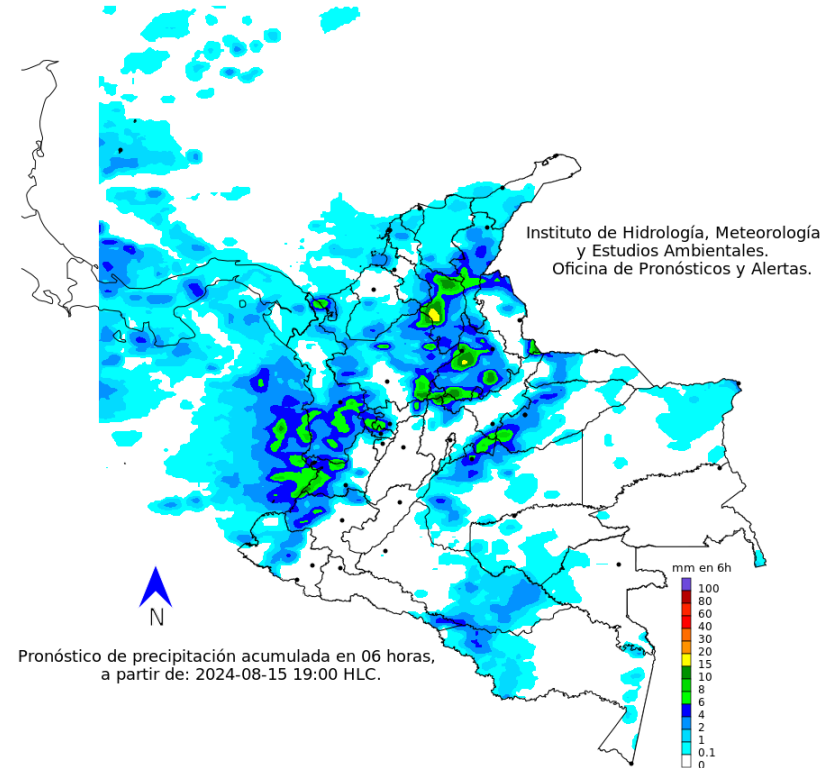 Instituto de Hidrología, Meteorología
y Estudios Ambientales.
Oficina de Pronósticos y Alertas.
mm en 6h
100
80
60
40
30
20
15
10
8
6
4
2
1
0.1
0
N
Pronóstico de precipitación acumulada en 06 horas,
a partir de: 2024-08-15 19:00 HLC.